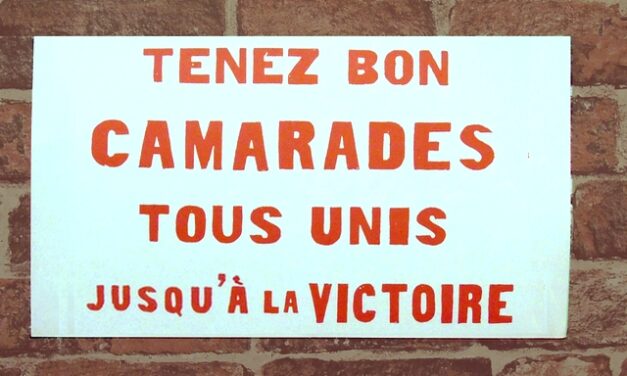 TENEZ BON
CAMARADES
TOUS UNIS
JUSQU'À LA VICTOIRE